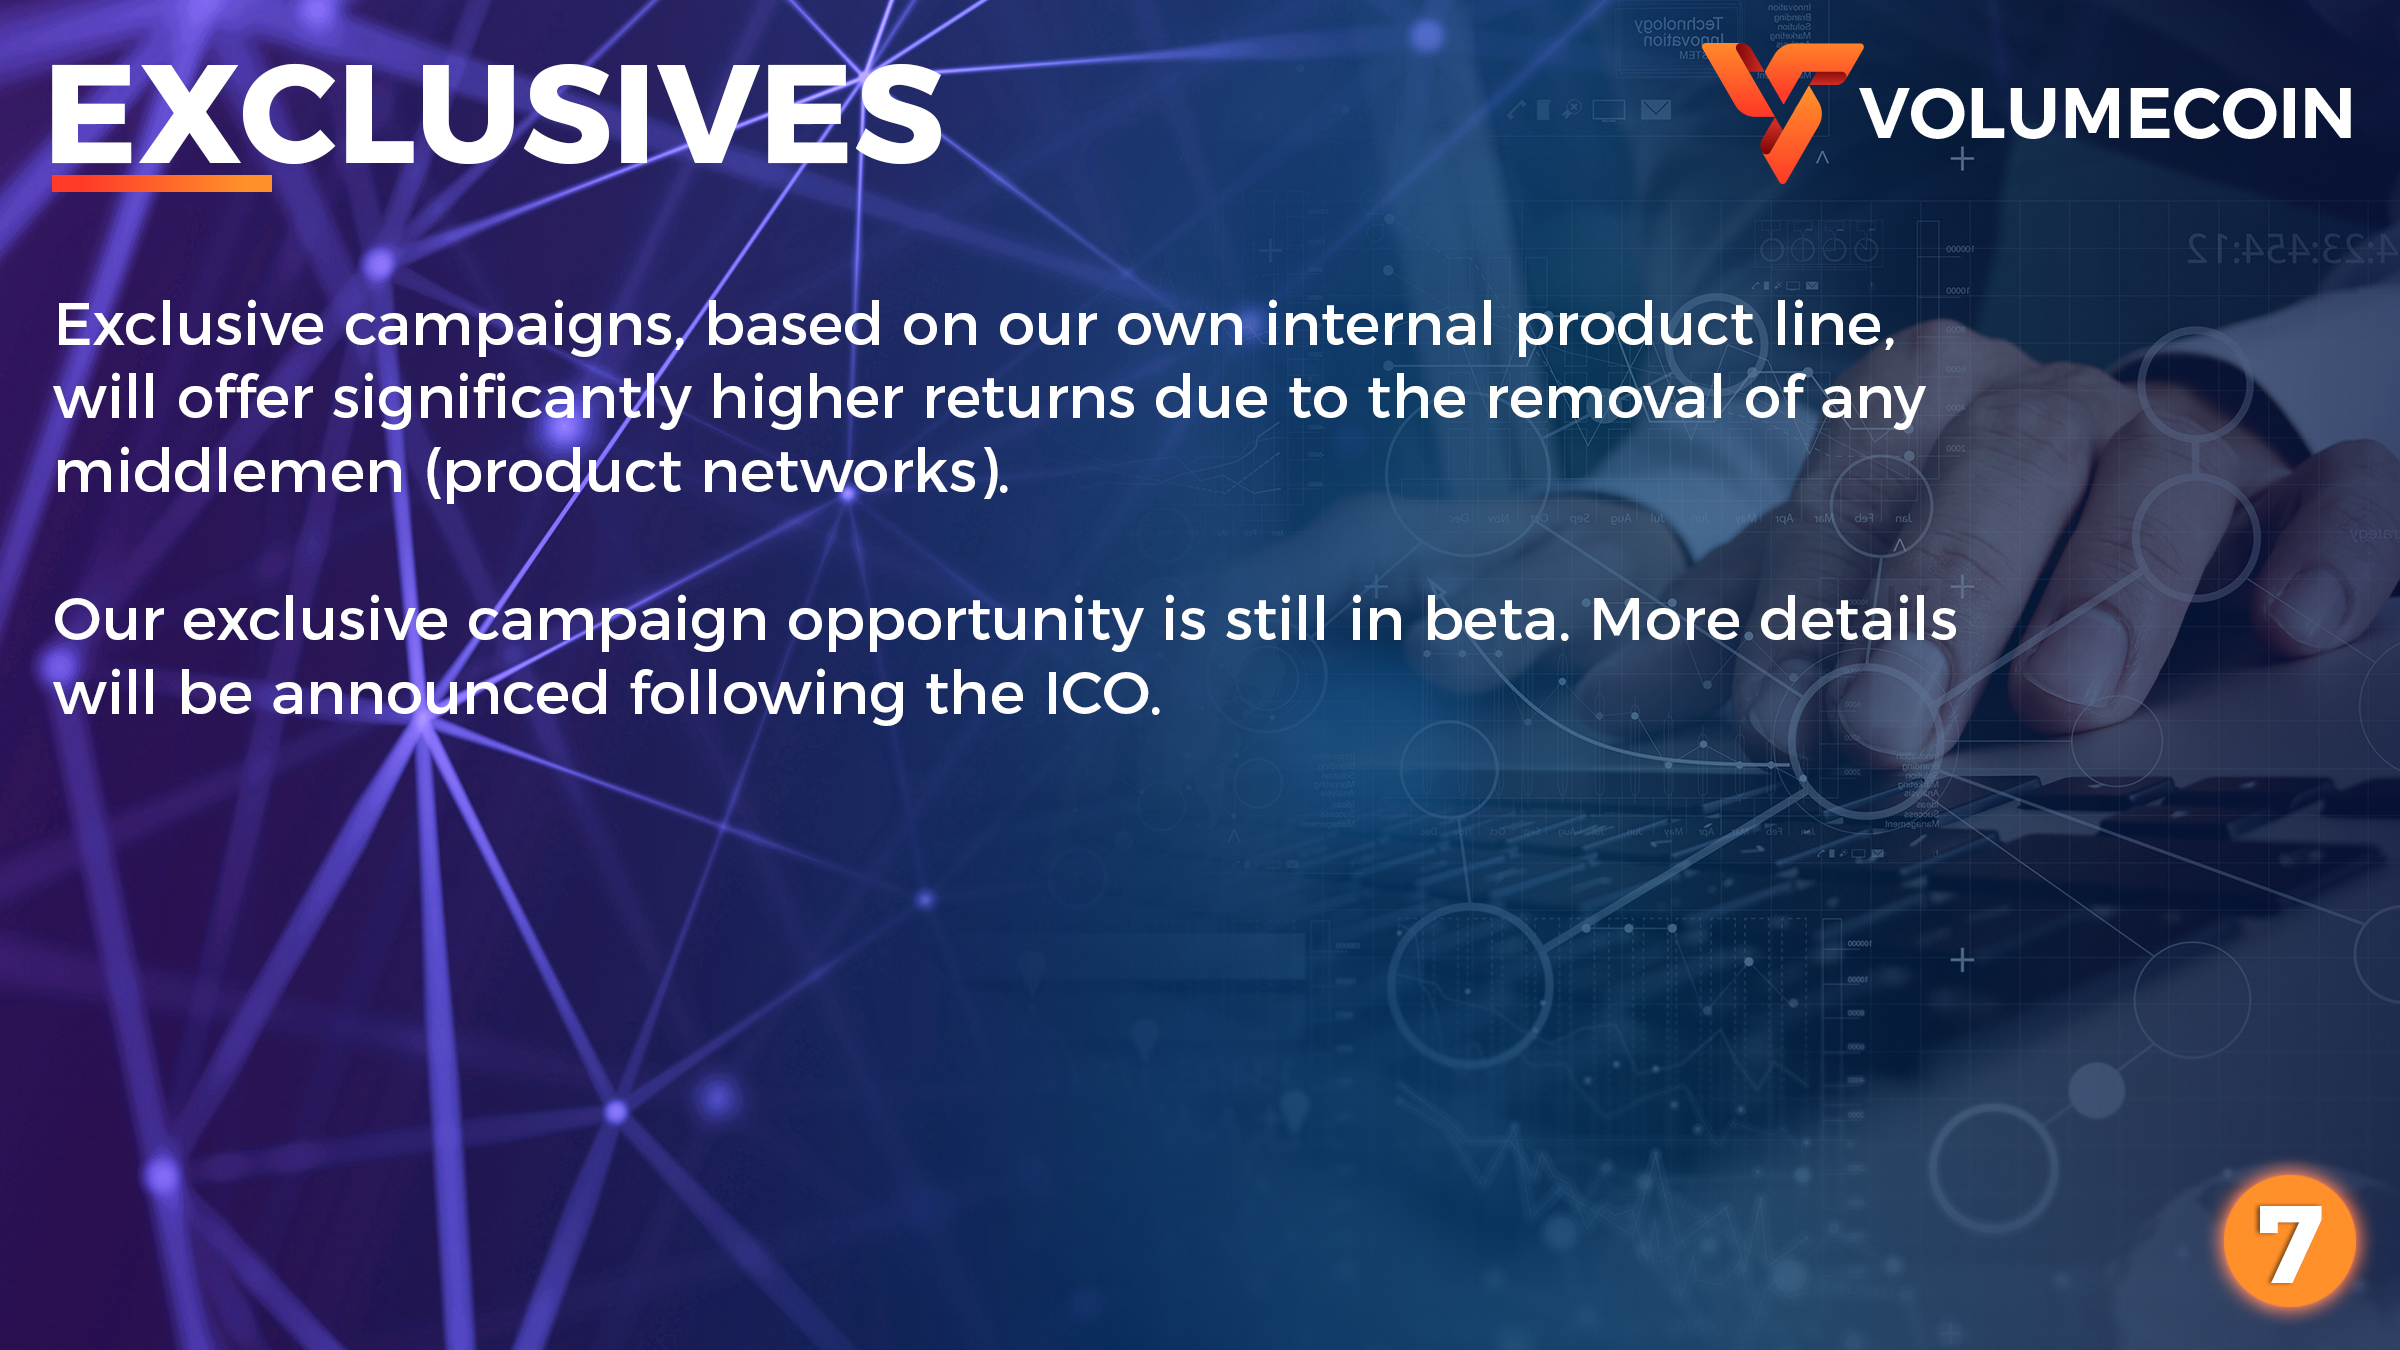 EXCLUSIVES
VOLUMECOIN
Exclusive campaigns, based on our own internal product line,
will offer significantly higher returns due to the removal of any
middlemen (product networks).
Our exclusive campaign opportunity is still in beta. More details
will be announced following the ICO.
7